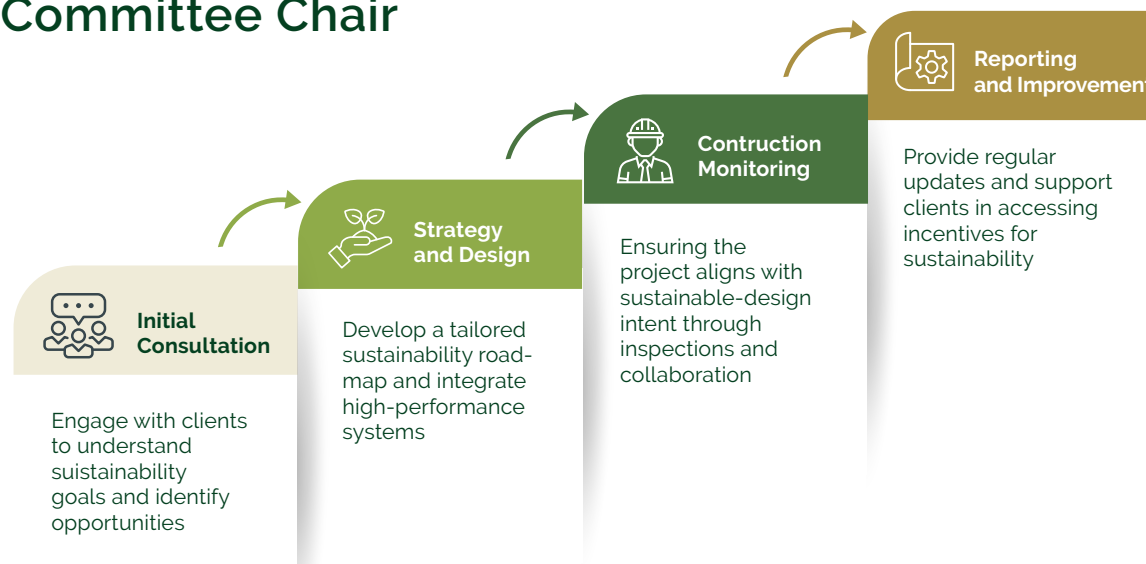 Committee Chair
Initial
Consultation
Engage with clients
to understand
suistainability
goals and identify
opportunities
Strategy
and Design
Develop a tailored
sustainability road-
map and integrate
high-performance
systems
Contruction
Monitoring
Ensuring the
project aligns with
sustainable-design
intent through
inspections and
collaboration
Reporting
and Improvement
Provide regular
updates and support
clients in accessing
incentives for
sustainability